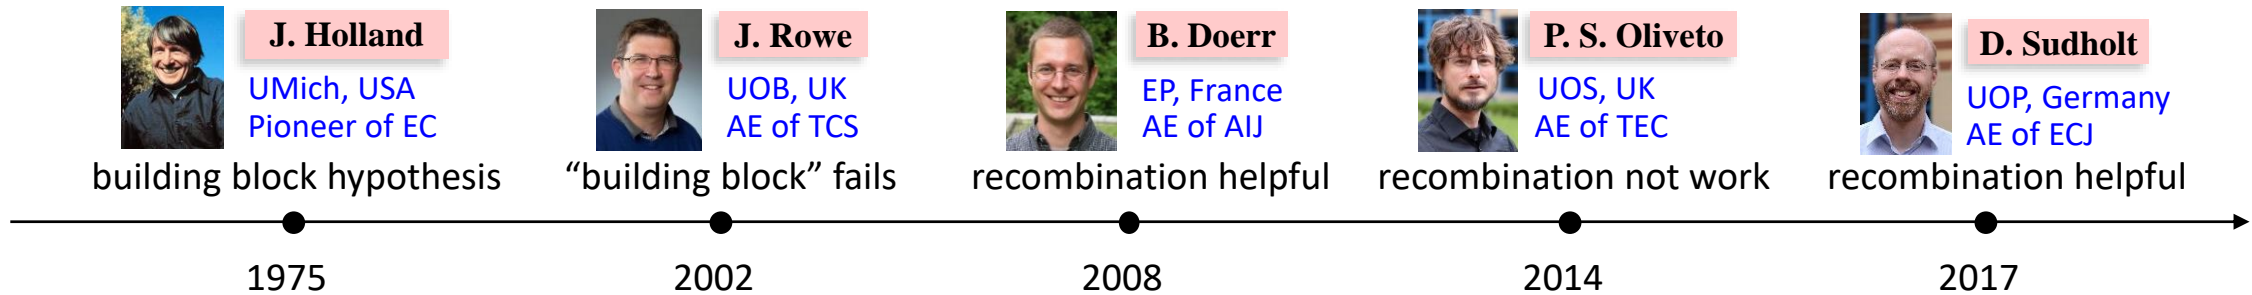 J. Holland
UMich, USA
Pioneer of EC
building block hypothesis
1975
J. Rowe
UOB, UK
AE of TCS
“building block” fails
2002
B. Doerr
EP, France
AE of AIJ
recombination helpful
2008
P. S. Oliveto
UOS, UK
AE of TEC
recombination not work
2014
D. Sudholt
UOP, Germany
AE of ECJ
recombination helpful
2017